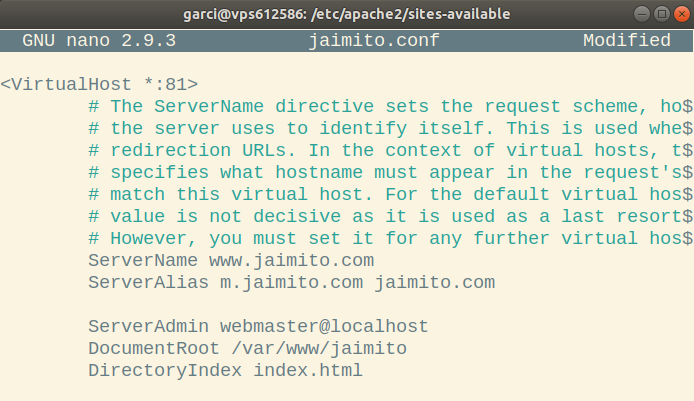 garci@vps612586: /etc/apache2/sites-available
GNU nano 2.9.3 jaimito.conf Modified
<VirtualHost *:81>
# The ServerName directive sets the request scheme, ho$
# the server uses to identify itself. This is used whe$
# redirection URLs. In the context of virtual hosts, t$
# specifies what hostname must appear in the request's$
# match this virtual host. For the default virtual hos$
# value is not decisive as it is used as a last resort$
# However, you must set it for any further virtual hos$
ServerName www.jaimito.com
ServerAlias m.jaimito.com jaimito.com
ServerAdmin webmaster@localhost
DocumentRoot /var/www/jaimito
DirectoryIndex index.html